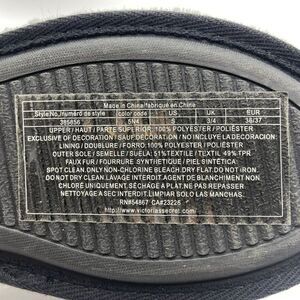 Made in China/fabriqué en Chine
Style No./numéro de style color code US UK EUR
385656 5N4 S 3/4 36/37
UPPER / HAUT / PARTE SUPERIOR: 100% POLYESTER / POLIÉSTER
EXCLUSIVE OF DECORATION / SAUF DÉCORATION / NO INCLUYE LA DECORACIÓN:
LINING / DOUBLURE / FORRO: 100% POLYESTER / POLIÉSTER
OUTER SOLE / SEMELLE / SUELA: 51% TEXTILE / TEXTIL 49% TPR
FAUX FUR / FOURRURE SYNTHÉTIQUE / PIEL SINTÉTICA:
SPOT CLEAN ONLY. NON-CHLORINE BLEACH. DRY FLAT. DO NOT IRON.
DO NOT DRY CLEAN. LAVAGE INTERDIT. AGENT DE BLANCHIMENT NON
CHLORÉ UNIQUEMENT. SÉCHAGE À PLAT. NE PAS REPASSER
NETTOYAGE A SEC INTERDIT. LIMPIAR SOLO LAS MANCHAS.
RN#54867 CA#23226
http://www.victoriassecret.com